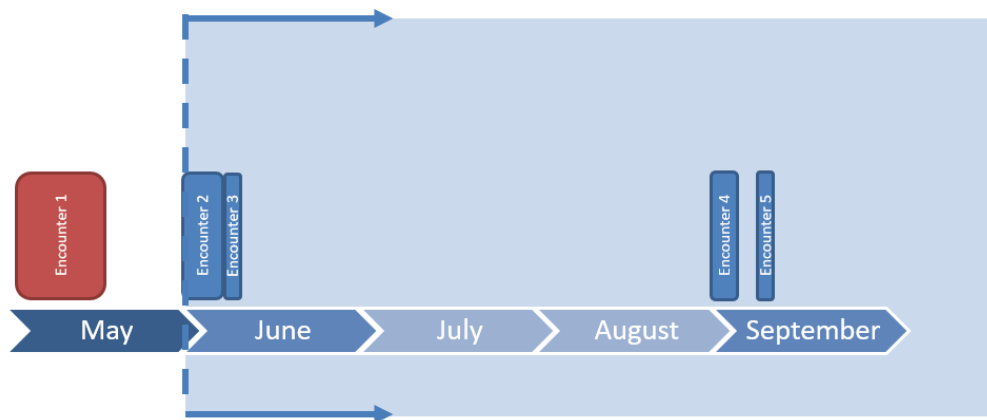 Encounter 1
Encounter 2
Encounter 3
Encounter 4
Encounter 5
May
June
July
August
September